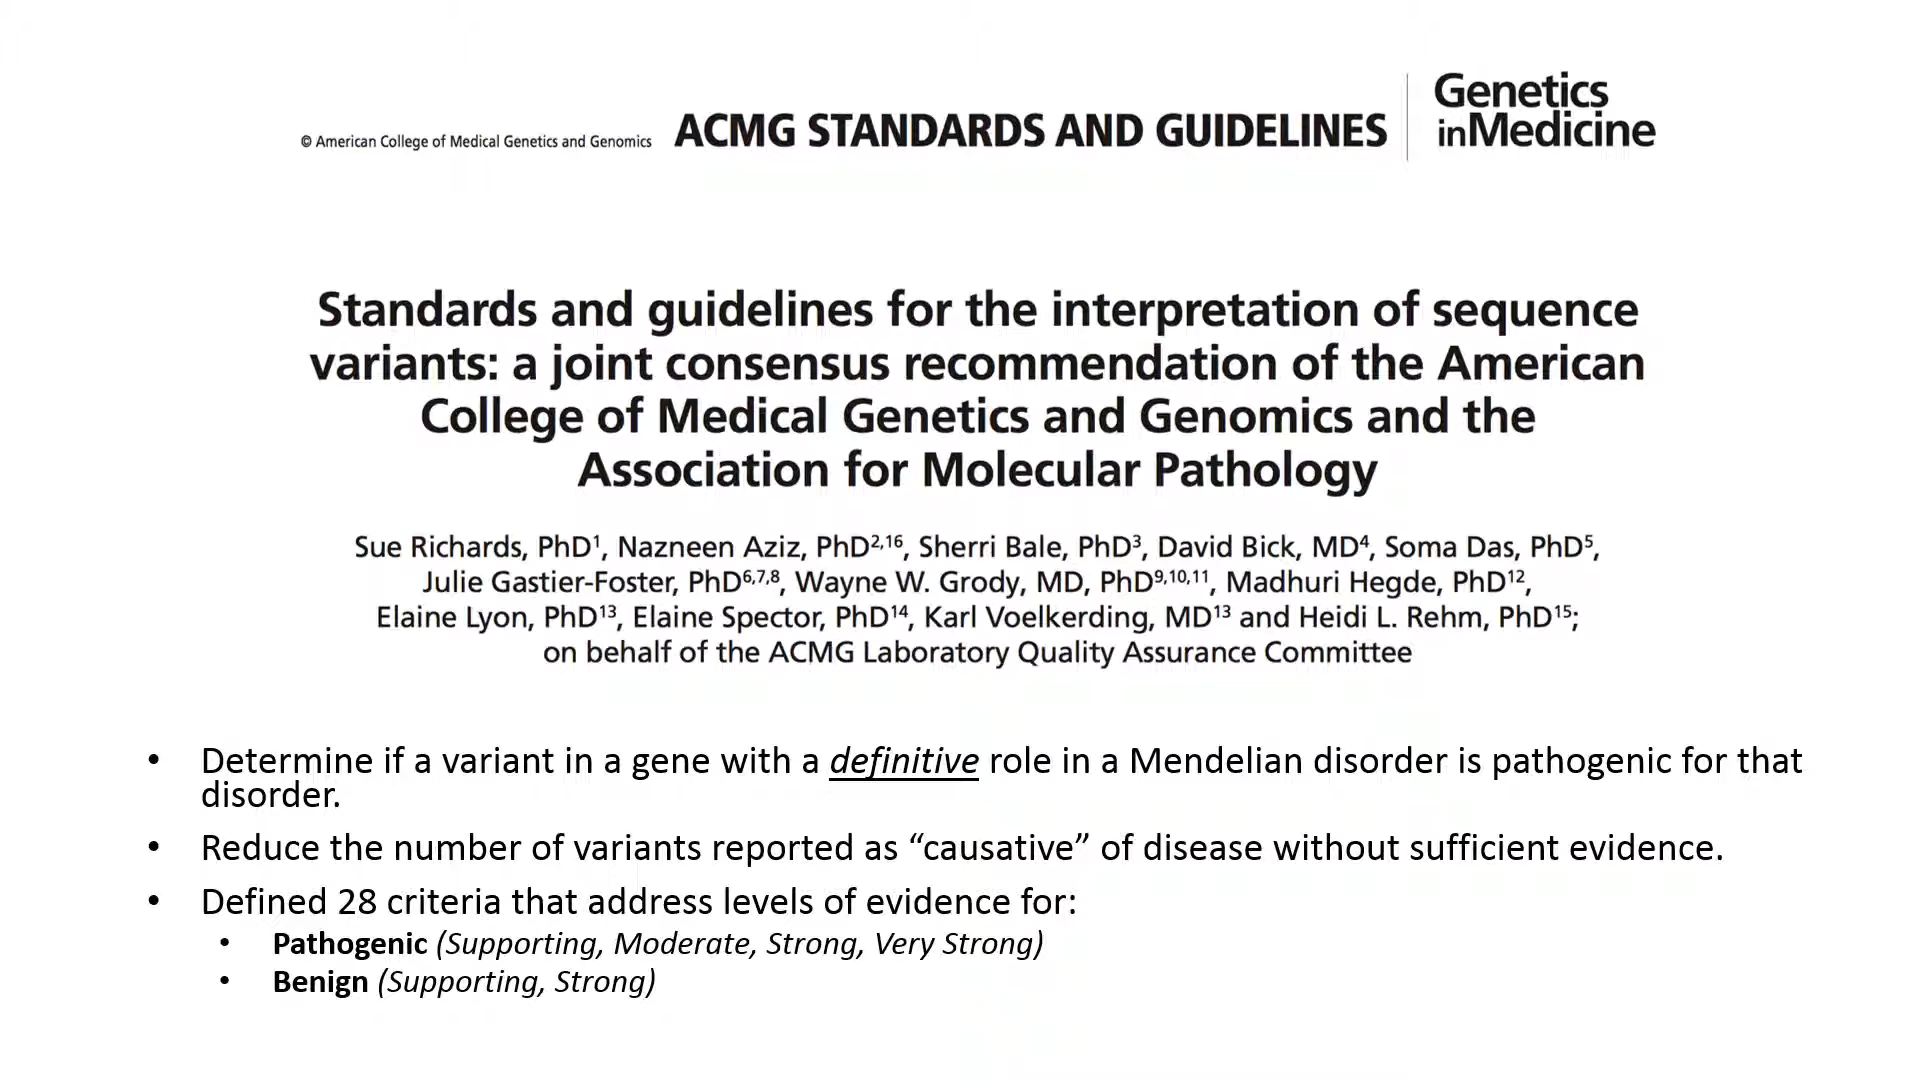 © American College of Medical Genetics and Genomics ACMG STANDARDS AND GUIDELINES
Genetics
inMedicine
Standards and guidelines for the interpretation of sequence
variants: a joint consensus recommendation of the American
College of Medical Genetics and Genomics and the
Association for Molecular Pathology
Sue Richards, PhD¹, Nazneen Aziz, PhD²,¹⁶, Sherri Bale, PhD³, David Bick, MD⁴, Soma Das, PhD⁵,
Julie Gastier-Foster, PhD⁶,⁷,⁸, Wayne W. Grody, MD, PhD⁹,¹⁰,¹¹, Madhuri Hegde, PhD¹²,
Elaine Lyon, PhD¹³, Elaine Spector, PhD¹⁴, Karl Voelkerding, MD¹³ and Heidi L. Rehm, PhD¹⁵;
on behalf of the ACMG Laboratory Quality Assurance Committee
• Determine if a variant in a gene with a definitive role in a Mendelian disorder is pathogenic for that
disorder.
• Reduce the number of variants reported as “causative” of disease without sufficient evidence.
• Defined 28 criteria that address levels of evidence for:
• Pathogenic (Supporting, Moderate, Strong, Very Strong)
• Benign (Supporting, Strong)